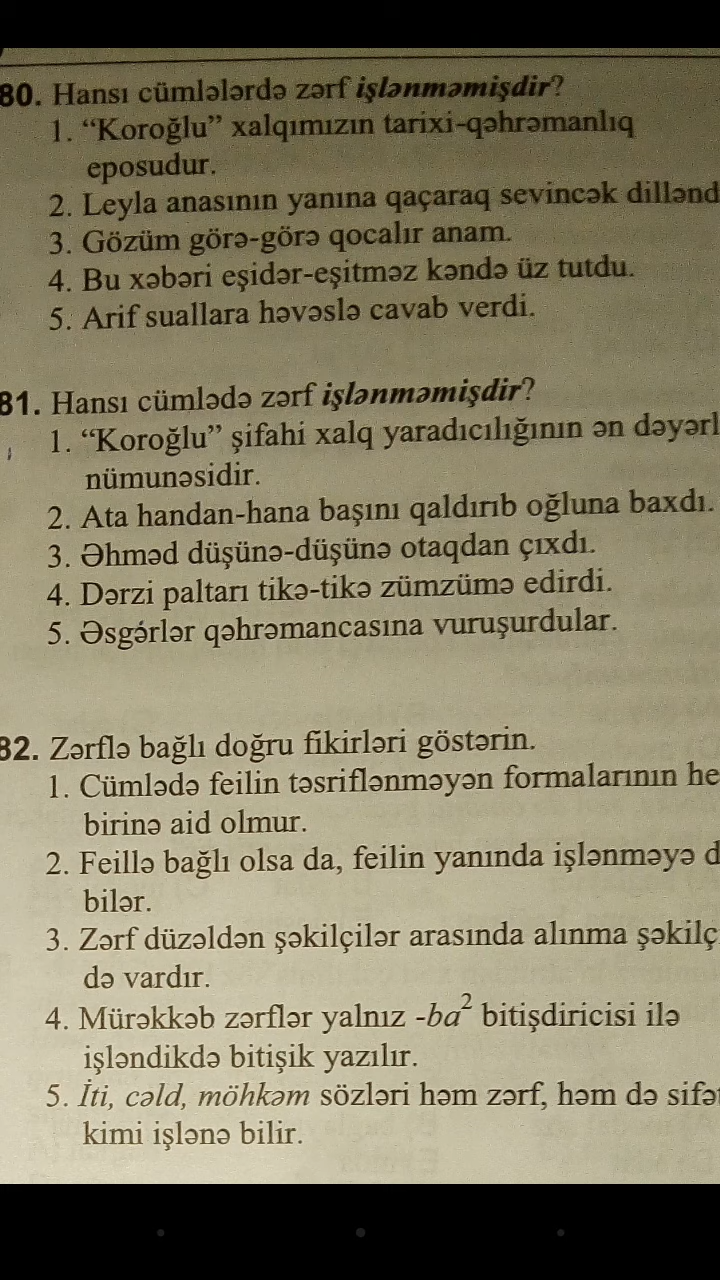 80. Hansı cümlələrdə zərf işlənməmişdir?
1. “Koroğlu” xalqımızın tarixi-qəhrəmanlıq
eposudur.
2. Leyla anasının yanına qaçaraq sevincək dilləND
3. Gözüm görə-görə qocalır anam.
4. Bu xəbəri eşidər-eşitməz kəndə üz tutdu.
5. Arif suallara həvəslə cavab verdi.
81. Hansı cümlədə zərf işlənməmişdir?
1. “Koroğlu” şifahi xalq yaradıcılığının ən dəyərl
nümunəsidir.
2. Ata handan-hana başını qaldırıb oğluna baxdı.
3. Əhməd düşünə-düşünə otaqdan çıxdı.
4. Dərzi paltarı tikə-tikə zümzümə edirdi.
5. Əsgərlər qəhrəmancasına vuruşurdular.
82. Zərflə bağlı doğru fikirləri göstərin.
1. Cümlədə feilin təsriflənməyən formalarının he
birinə aid olmur.
2. Feillə bağlı olsa da, feilin yanında işlənməyə d
bilər.
3. Zərf düzəldən şəkilçilər arasında alınma şəkilç
də vardır.
4. Mürəkkəb zərflər yalnız -ba² bitişdiricisi ilə
işləndikdə bitişik yazılır.
5. İti, cəld, möhkəm sözləri həm zərf, həm də sifət
kimi işlənə bilir.